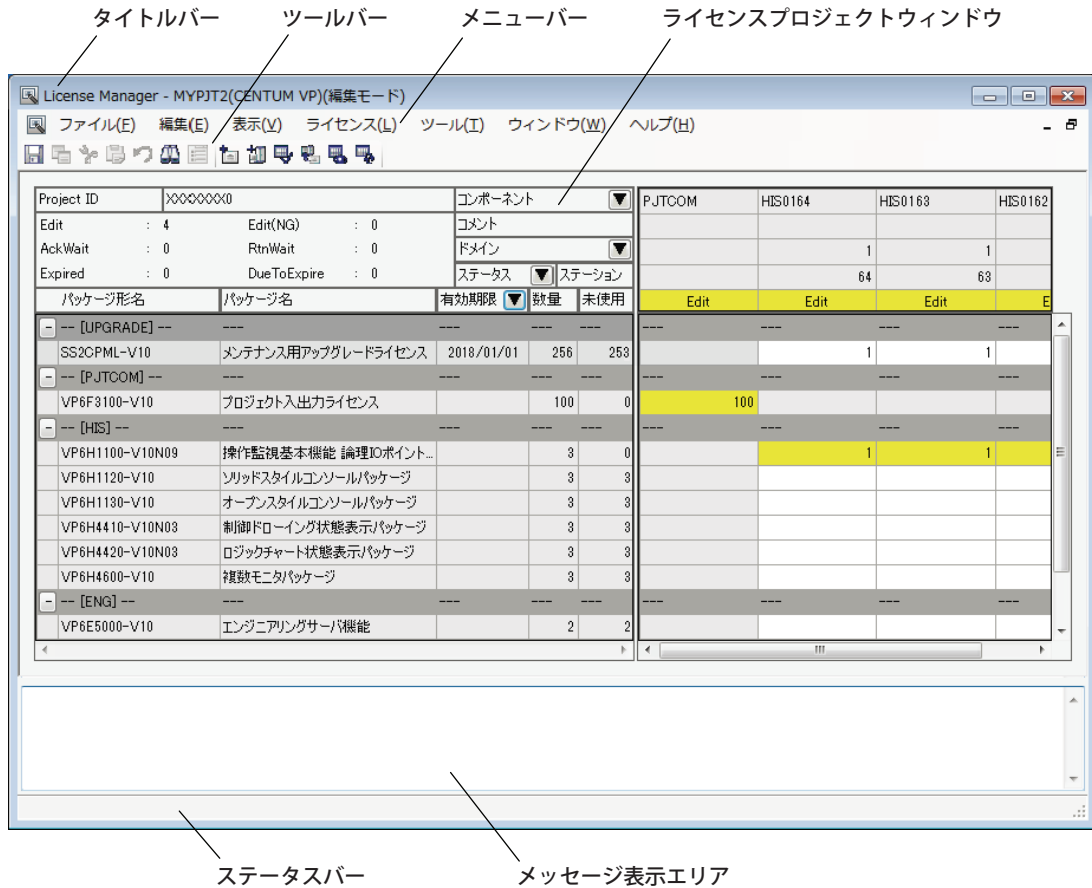 タイトルバー ツールバー メニューバー ライセンスプロジェクトウィンドウ
License Manager - MYPJT2(CENTUM VP)(編集モード)
ファイル(F) 編集(E) 表示(V) ライセンス(L) ツール(T) ウィンドウ(W) ヘルプ(H)
Project ID XXXXXXX0 コンポーネント PJTCOM HIS0164 HIS0163 HIS0162
Edit : 4 Edit(NG) : 0 コメント
AckWait : 0 RtnWait : 0 ドメイン 1 1
Expired : 0 DueToExpire : 0 ステータス ステーション 64 63
パッケージ形名 パッケージ名 有効期限 数量 未使用 Edit Edit Edit E
-- [UPGRADE] -- --- --- --- --- --- --- --- ---
SS2CPML-V10 メンテナンス用アップグレードライセンス 2018/01/01 256 253 1 1
-- [PJTCOM] -- --- --- --- --- --- --- --- ---
VP6F3100-V10 プロジェクト入出力ライセンス 100 0 100
-- [HIS] -- --- --- --- --- --- --- --- ---
VP6H1100-V10N09 操作監視基本機能 論理IOポイント... 3 0 1 1
VP6H1120-V10 ソリッドスタイルコンソールパッケージ 3 3
VP6H1130-V10 オープンスタイルコンソールパッケージ 3 3
VP6H4410-V10N03 制御ドローイング状態表示パッケージ 3 3
VP6H4420-V10N03 ロジックチャート状態表示パッケージ 3 3
VP6H4600-V10 複数モニタパッケージ 3 3
-- [ENG] -- --- --- --- --- --- --- --- ---
VP6E5000-V10 エンジニアリングサーバ機能 2 2
ステータスバー メッセージ表示エリア